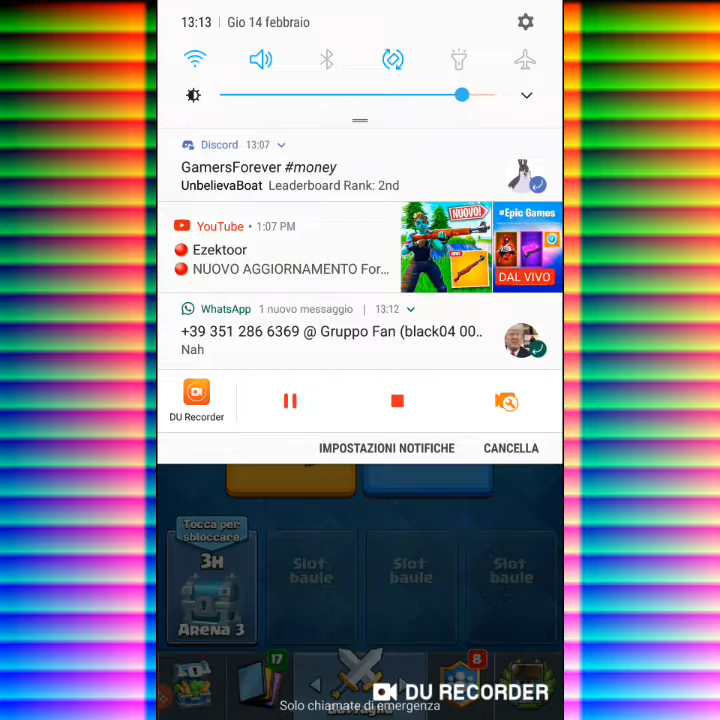 13:13 | Gio 14 febbraio
Discord 13:07
GamersForever #money
UnbelievaBoat Leaderboard Rank: 2nd
YouTube • 1:07 PM
🔴 Ezektoor
🔴 NUOVO AGGIORNAMENTO For...
NUOVO!
NEW!
Epic Games
DAL VIVO
WhatsApp 1 nuovo messaggio | 13:12
+39 351 286 6369 @ Gruppo Fan (black04 00..
Nah
DU Recorder
IMPOSTAZIONI NOTIFICHE CANCELLA
Tocca per
sbloccare
3H
Arena 3
Slot
baule
Slot
baule
Slot
baule
17
8
DU RECORDER
Battaglia
Solo chiamate di emergenza